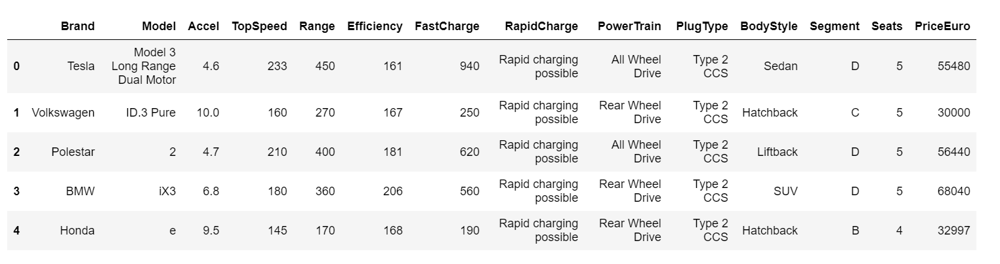 Brand Model Accel TopSpeed Range Efficiency FastCharge RapidCharge PowerTrain PlugType BodyStyle Segment Seats PriceEuro
0 Tesla Model 3 Long Range Dual Motor 4.6 233 450 161 940 Rapid charging possible All Wheel Drive Type 2 CCS Sedan D 5 55480
1 Volkswagen ID.3 Pure 10.0 160 270 167 250 Rapid charging possible Rear Wheel Drive Type 2 CCS Hatchback C 5 30000
2 Polestar 2 4.7 210 400 181 620 Rapid charging possible All Wheel Drive Type 2 CCS Liftback D 5 56440
3 BMW iX3 6.8 180 360 206 560 Rapid charging possible Rear Wheel Drive Type 2 CCS SUV D 5 68040
4 Honda e 9.5 145 170 168 190 Rapid charging possible Rear Wheel Drive Type 2 CCS Hatchback B 4 32997